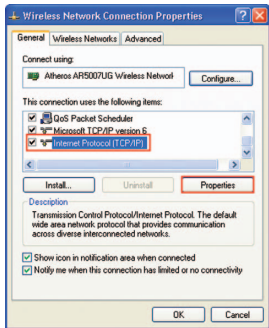 Wireless Network Connection Properties
General Wireless Networks Advanced
Connect using:
Atheros AR5007UG Wireless Network
Configure...
This connection uses the following items:
QoS Packet Scheduler
Microsoft TCP/IP version 6
Internet Protocol (TCP/IP)
Install... Uninstall Properties
Description
Transmission Control Protocol/Internet Protocol. The default
wide area network protocol that provides communication
across diverse interconnected networks.
Show icon in notification area when connected
Notify me when this connection has limited or no connectivity
OK Cancel